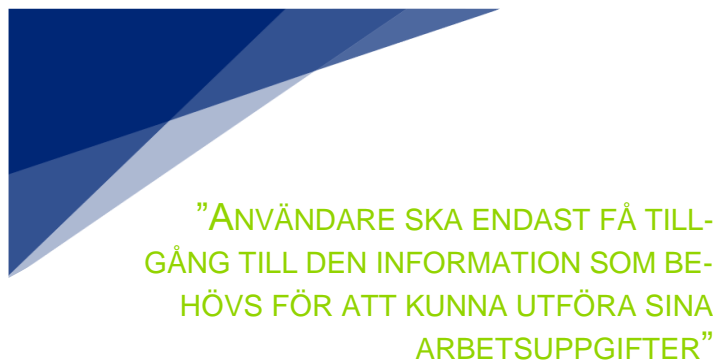 ”ANVÄNDARE SKA ENDAST FÅ TILL-
GÅNG TILL DEN INFORMATION SOM BE-
HÖVS FÖR ATT KUNNA UTFÖRA SINA
ARBETSUPPGIFTER”